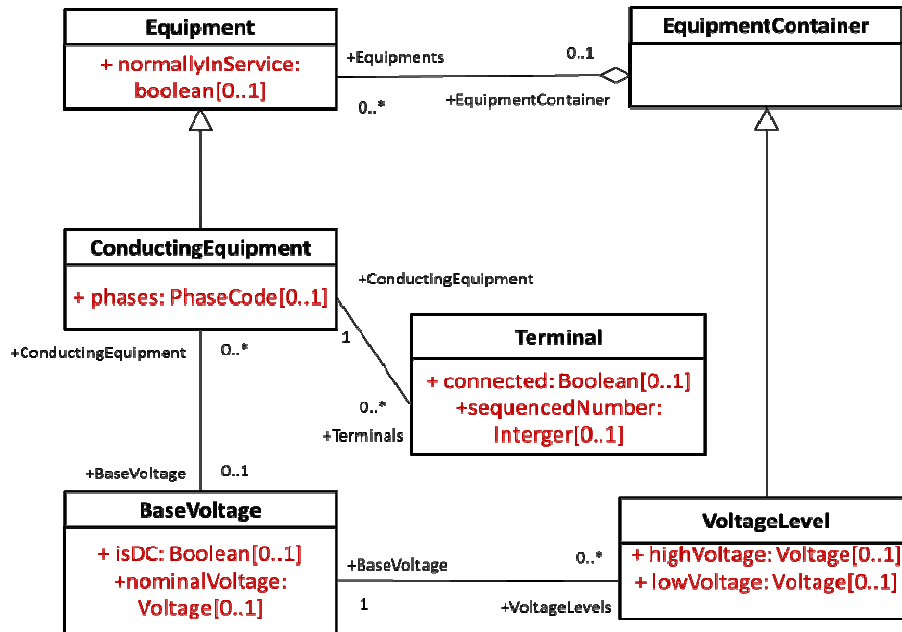 Equipment
+ normallyInService:
boolean[0..1]
+Equipments
0..1
0..*
+EquipmentContainer
EquipmentContainer
ConductingEquipment
+ phases: PhaseCode[0..1]
+ConductingEquipment
1
+ConductingEquipment
0..*
0..*
+Terminals
Terminal
+ connected: Boolean[0..1]
+sequencedNumber:
Interger[0..1]
+BaseVoltage
0..1
BaseVoltage
+ isDC: Boolean[0..1]
+nominalVoltage:
Voltage[0..1]
+BaseVoltage
0..*
1
+VoltageLevels
VoltageLevel
+ highVoltage: Voltage[0..1]
+ lowVoltage: Voltage[0..1]